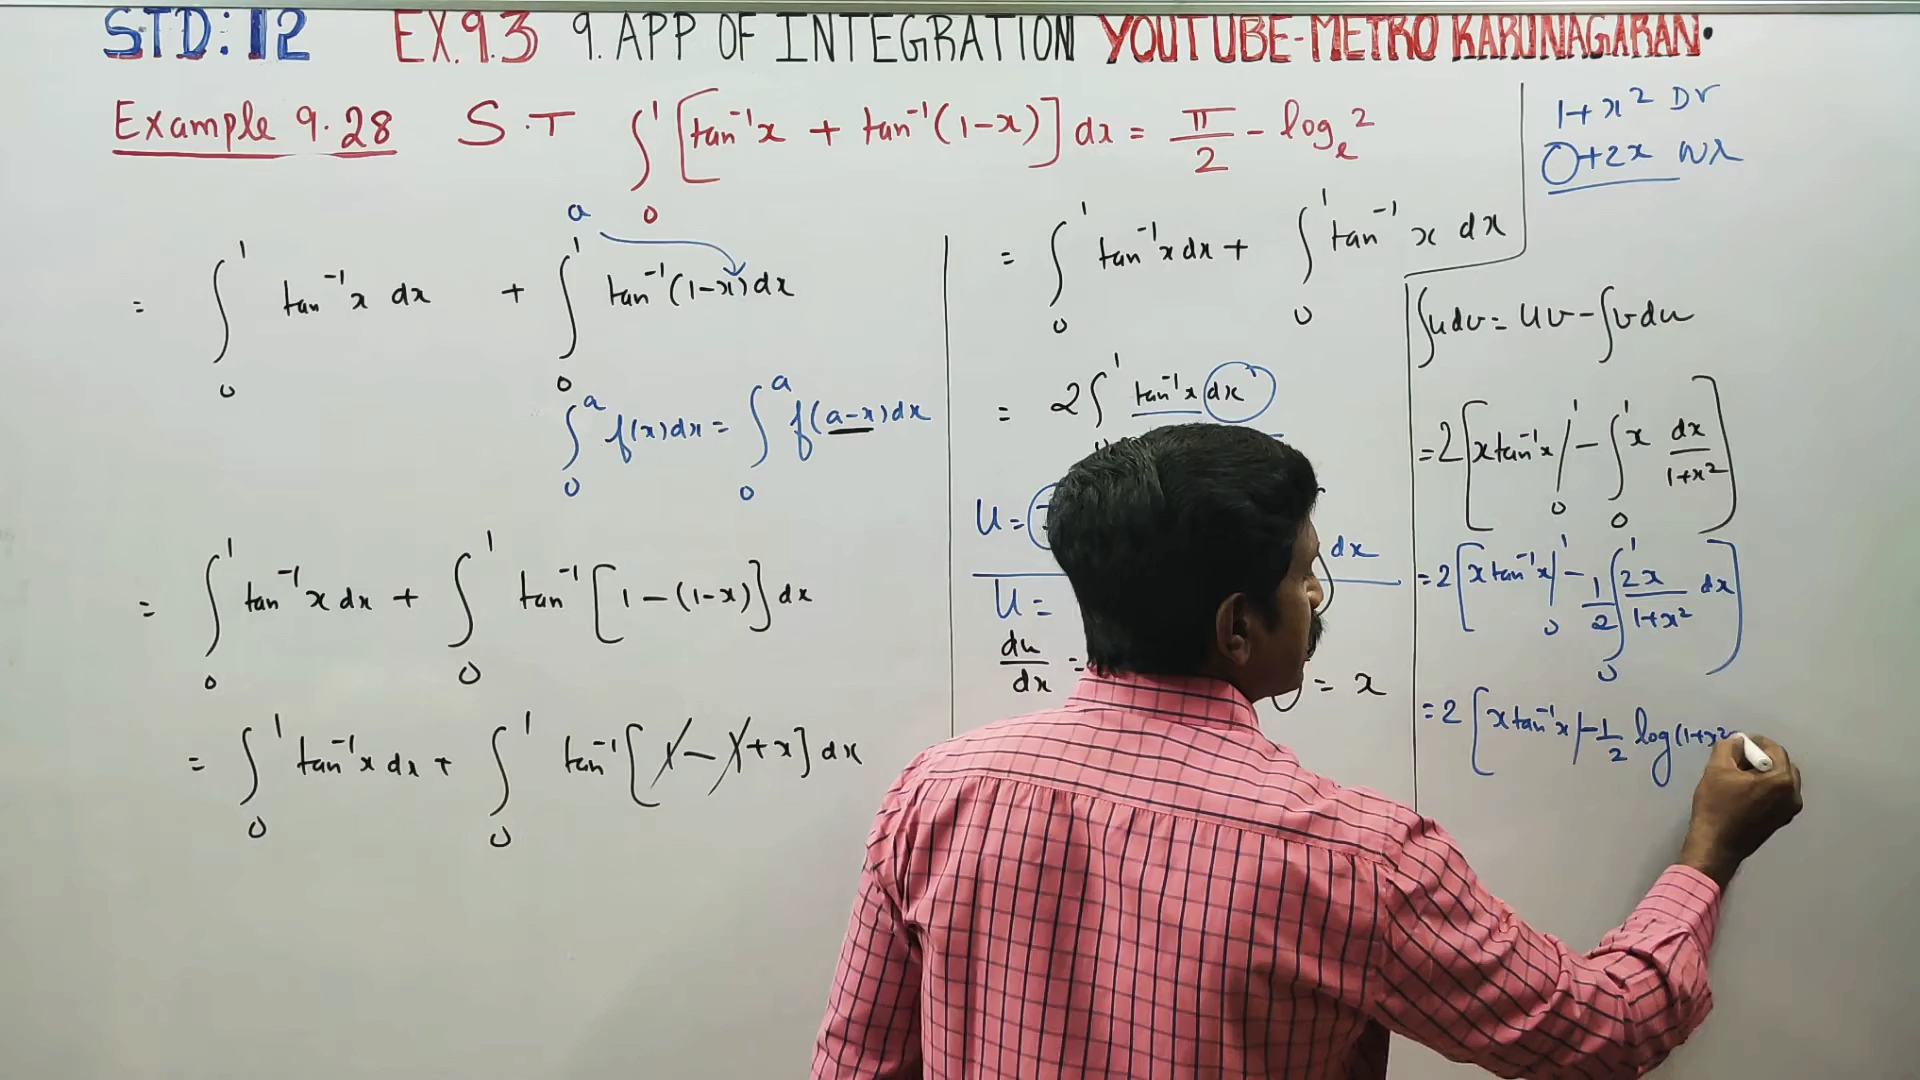 STD: 12 EX.9.3 9. APP OF INTEGRATION YOUTUBE-METRO KARUNAGARAN.
Example 9.28 S.T ∫₀¹ [tan⁻¹x + tan⁻¹(1-x)] dx = π/2 - logₑ2
1+x² Dr
0+2x Nr
= ∫₀¹ tan⁻¹x dx + ∫₀¹ tan⁻¹(1-x) dx
a
∫₀ᵃ f(x)dx = ∫₀ᵃ f(a-x)dx
= ∫₀¹ tan⁻¹x dx + ∫₀¹ tan⁻¹[1-(1-x)] dx
= ∫₀¹ tan⁻¹x dx + ∫₀¹ tan⁻¹[1-1+x] dx
= ∫₀¹ tan⁻¹x dx + ∫₀¹ tan⁻¹x dx
= 2∫¹ tan⁻¹x dx
u =
dx
u =
du/dx =
= x
∫udv = uv - ∫vdu
= 2[x tan⁻¹x|₀¹ - ∫₀¹ x dx/1+x²]
= 2[x tan⁻¹x|₀¹ - 1/2 ∫₀¹ 2x/1+x² dx]
= 2[x tan⁻¹x| - 1/2 log(1+x²